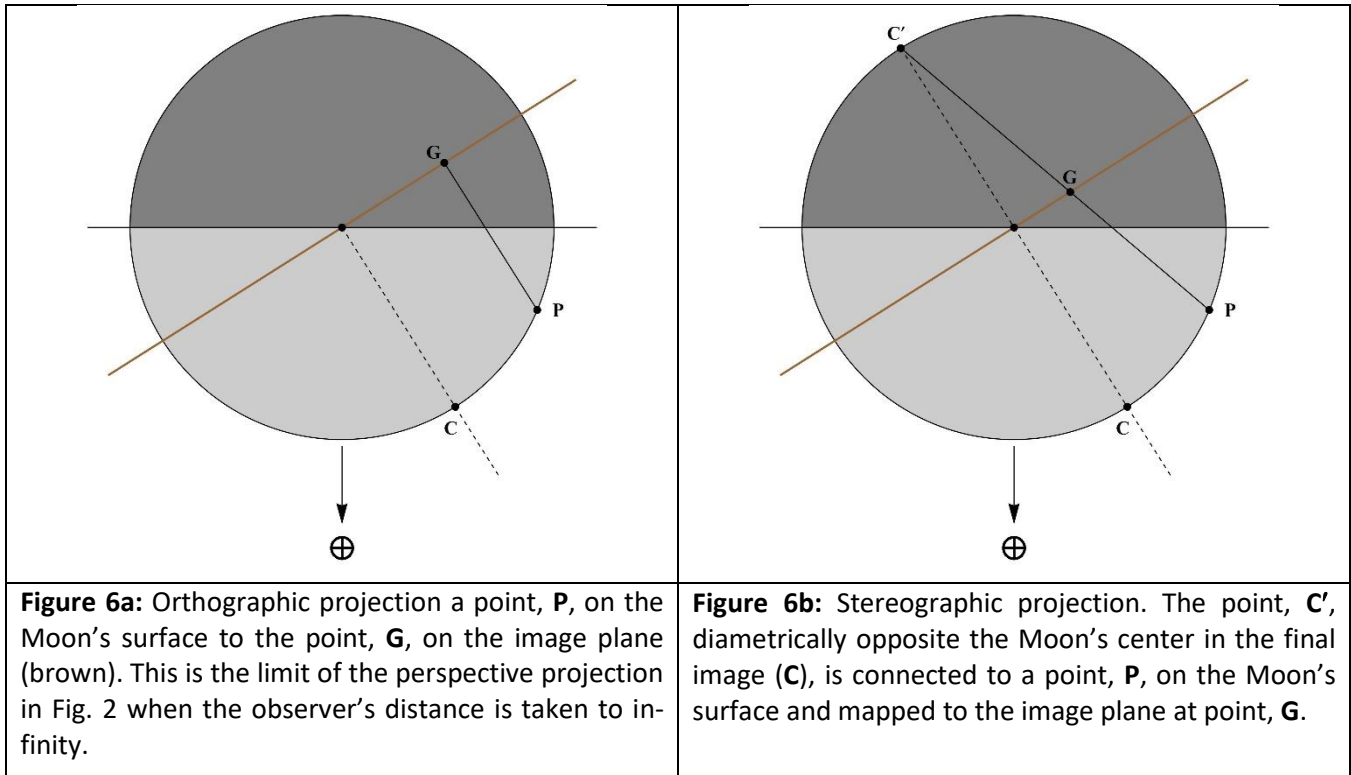 G
P
C
⊕
C′
G
P
C
⊕
Figure 6a: Orthographic projection a point, P, on the
Moon’s surface to the point, G, on the image plane
(brown). This is the limit of the perspective projection
in Fig. 2 when the observer’s distance is taken to in-
finity.
Figure 6b: Stereographic projection. The point, C′,
diametrically opposite the Moon’s center in the final
image (C), is connected to a point, P, on the Moon’s
surface and mapped to the image plane at point, G.